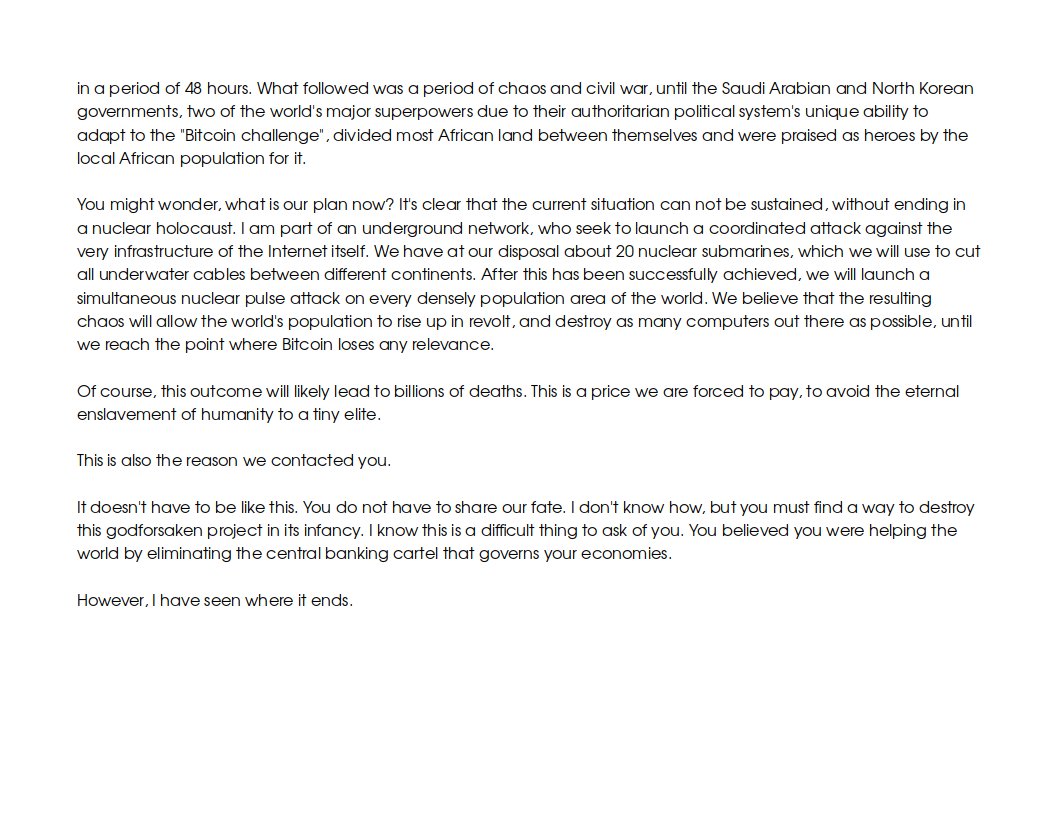 in a period of 48 hours. What followed was a period of chaos and civil war, until the Saudi Arabian and North Korean
governments, two of the world's major superpowers due to their authoritarian political system's unique ability to
adapt to the "Bitcoin challenge", divided most African land between themselves and were praised as heroes by the
local African population for it.
You might wonder, what is our plan now? It's clear that the current situation can not be sustained, without ending in
a nuclear holocaust. I am part of an underground network, who seek to launch a coordinated attack against the
very infrastructure of the Internet itself. We have at our disposal about 20 nuclear submarines, which we will use to cut
all underwater cables between different continents. After this has been successfully achieved, we will launch a
simultaneous nuclear pulse attack on every densely population area of the world. We believe that the resulting
chaos will allow the world's population to rise up in revolt, and destroy as many computers out there as possible, until
we reach the point where Bitcoin loses any relevance.
Of course, this outcome will likely lead to billions of deaths. This is a price we are forced to pay, to avoid the eternal
enslavement of humanity to a tiny elite.
This is also the reason we contacted you.
It doesn't have to be like this. You do not have to share our fate. I don't know how, but you must find a way to destroy
this godforsaken project in its infancy. I know this is a difficult thing to ask of you. You believed you were helping the
world by eliminating the central banking cartel that governs your economies.
However, I have seen where it ends.